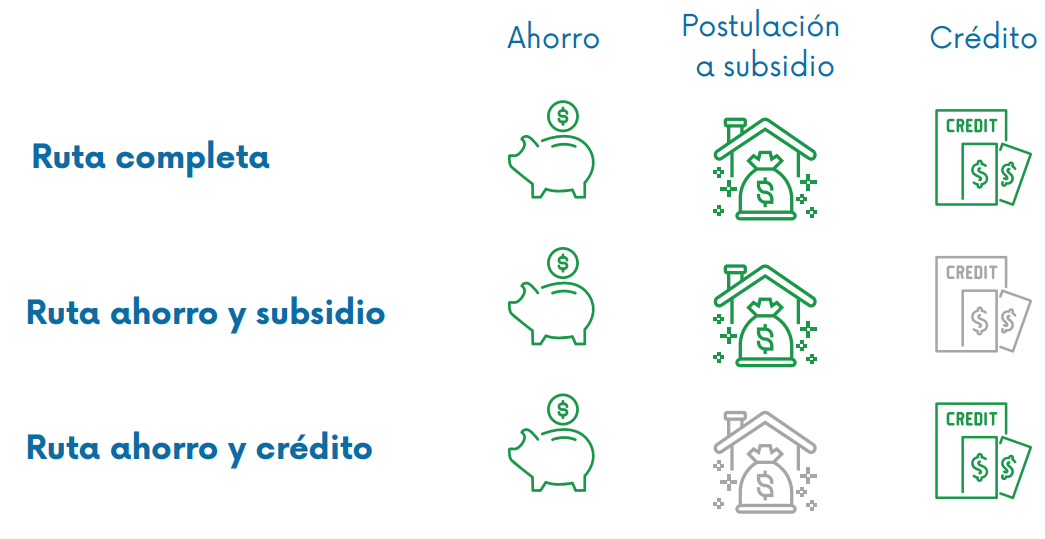 Ahorro
Postulación
a subsidio
Crédito
Ruta completa
$
$
CREDIT
$ $
Ruta ahorro y subsidio
$
$
CREDIT
$ $
Ruta ahorro y crédito
$
$
CREDIT
$ $